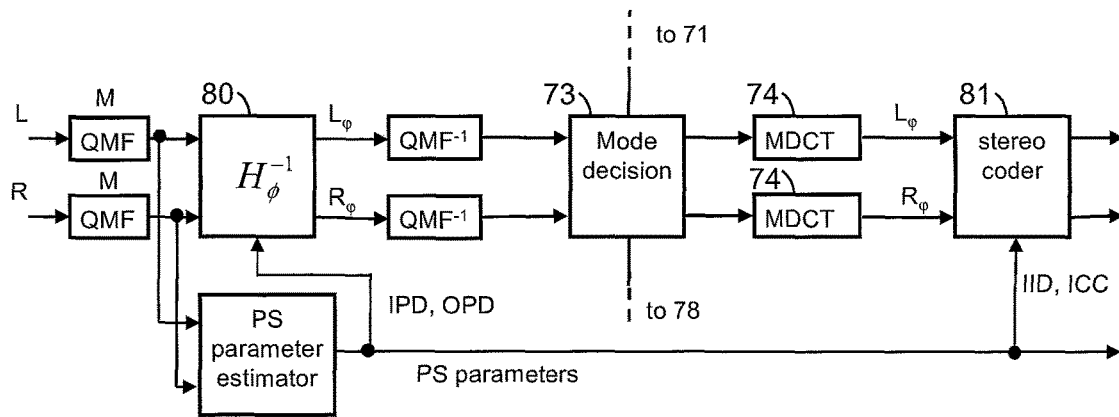 to 71
80
73
74
81
L
M
QMF
L_φ
QMF⁻¹
Mode
decision
MDCT
L_φ
stereo
coder
H_ϕ^{-1}
R
M
QMF
R_φ
QMF⁻¹
74
MDCT
R_φ
IPD, OPD
to 78
IID, ICC
PS
parameter
estimator
PS parameters